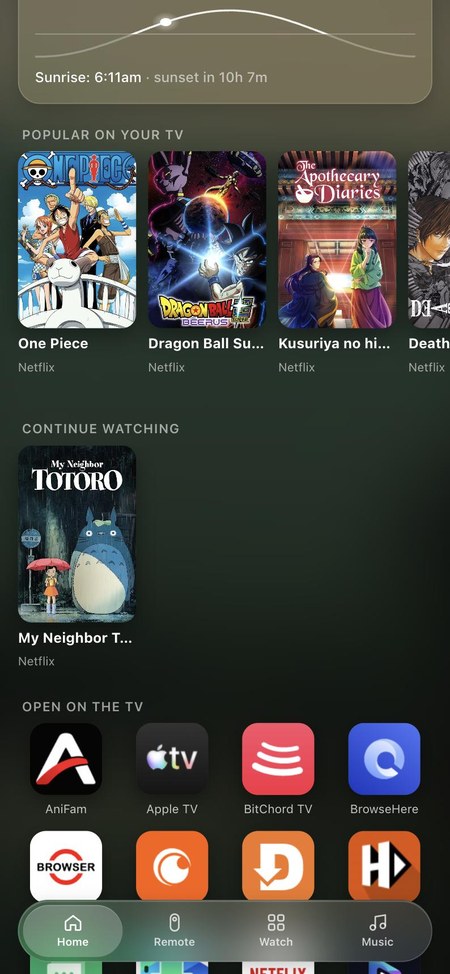 Sunrise: 6:11am · sunset in 10h 7m
POPULAR ON YOUR TV
ONE PIECE
The Apothecary Diaries
DRAGON BALL
BEERUS
One Piece
Dragon Ball Su...
Kusuriya no hi...
Death
Netflix
Netflix
Netflix
Netflix
CONTINUE WATCHING
My Neighbor
TOTORO
My Neighbor T...
Netflix
OPEN ON THE TV
tv
AniFam
Apple TV
BitChord TV
BrowseHere
BROWSER
Home
Remote
Watch
Music
NETFLIX